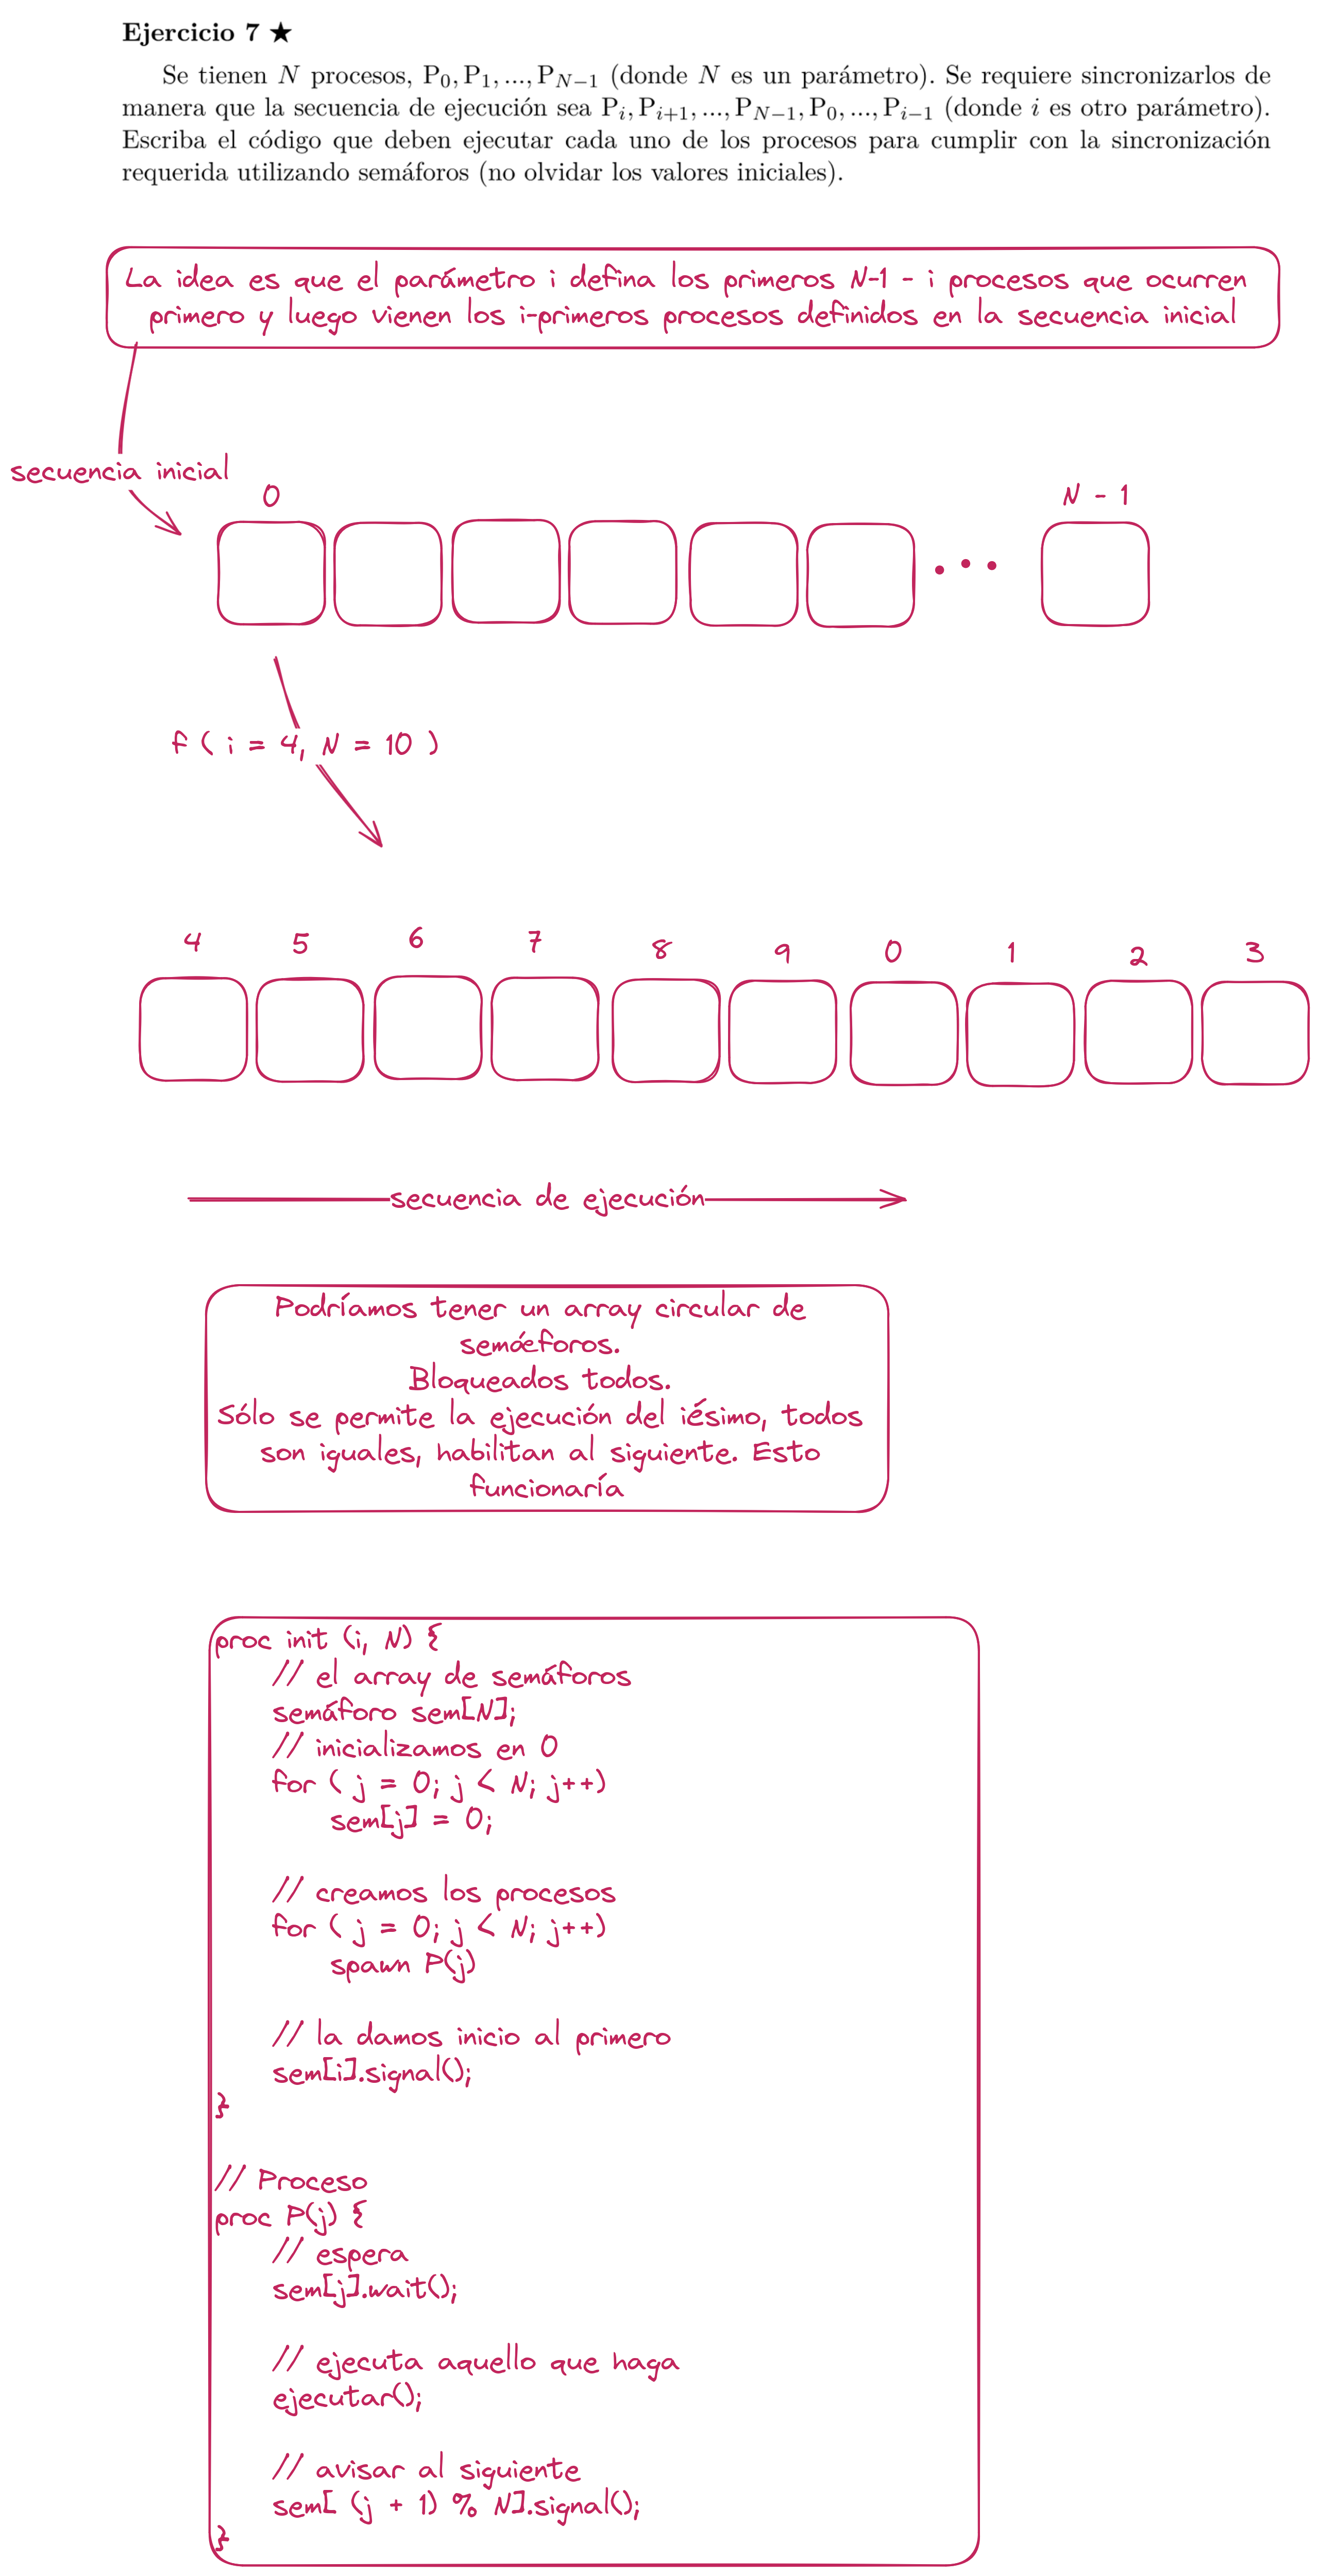 Ejercicio 7 ★
Se tienen N procesos, P₀, P₁, ..., P_{N−1} (donde N es un parámetro). Se requiere sincronizarlos de
manera que la secuencia de ejecución sea P_i, P_{i+1}, ..., P_{N−1}, P₀, ..., P_{i−1} (donde i es otro parámetro).
Escriba el código que deben ejecutar cada uno de los procesos para cumplir con la sincronización
requerida utilizando semáforos (no olvidar los valores iniciales).
La idea es que el parámetro i defina los primeros N-1 - i procesos que ocurren
primero y luego vienen los i-primeros procesos definidos en la secuencia inicial
secuencia inicial
0 N - 1
f ( i = 4, N = 10 )
4 5 6 7 8 9 0 1 2 3
secuencia de ejecución
Podríamos tener un array circular de
semáeforos.
Bloqueados todos.
Sólo se permite la ejecución del iésimo, todos
son iguales, habilitan al siguiente. Esto
funcionaría
proc init (i, N) {
// el array de semáforos
semáforo sem[N];
// inicializamos en 0
for ( j = 0; j < N; j++)
sem[j] = 0;
// creamos los procesos
for ( j = 0; j < N; j++)
spawn P(j)
// la damos inicio al primero
sem[i].signal();
}
// Proceso
proc P(j) {
// espera
sem[j].wait();
// ejecuta aquello que haga
ejecutar();
// avisar al siguiente
sem[ (j + 1) % N].signal();
}